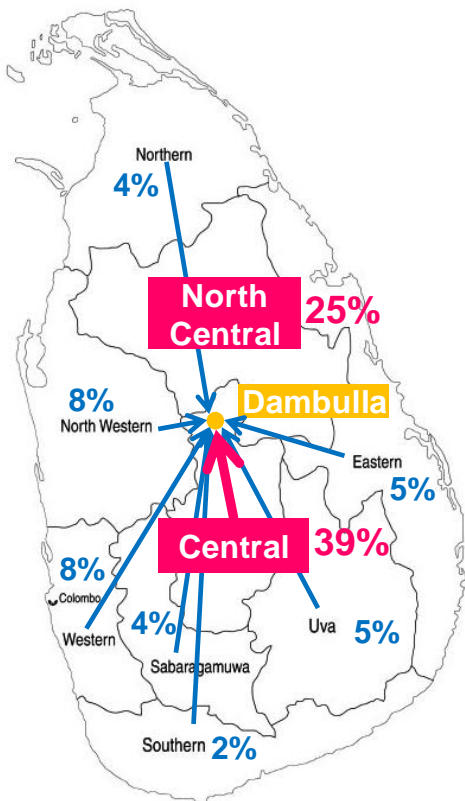 Northern
4%
North
Central
25%
8%
Dambulla
North Western
Eastern
5%
Central
39%
8%
Colombo
4%
Uva
5%
Western
Sabaragamuwa
Southern
2%